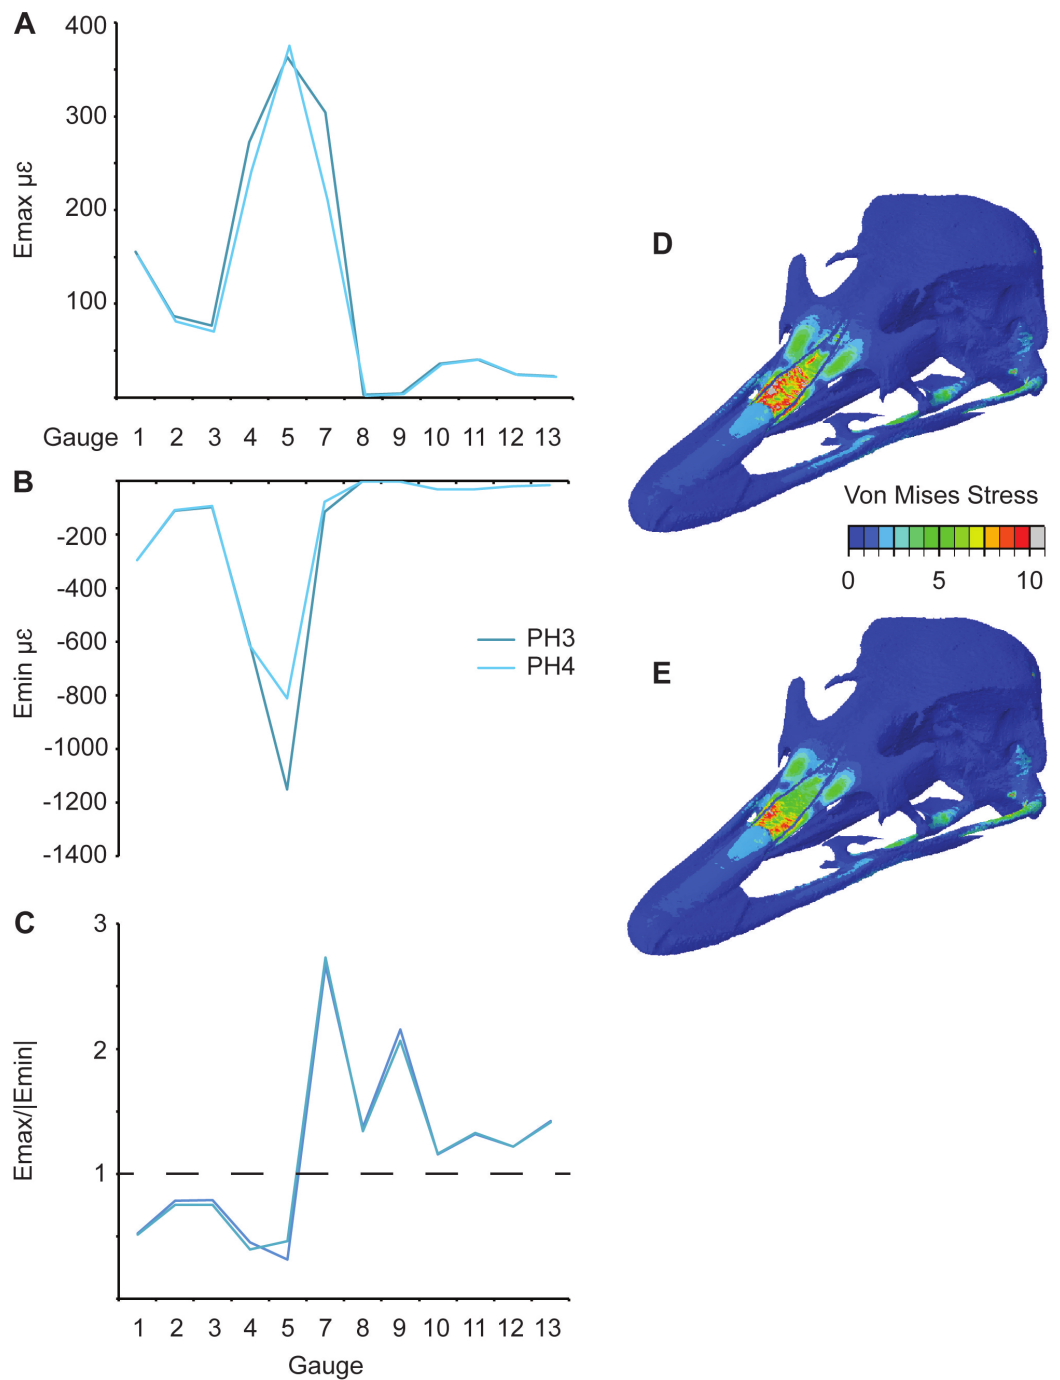 A
400
300
200
100
Emax με
Gauge 1 2 3 4 5 7 8 9 10 11 12 13
B
-200
-400
-600
-800
-1000
-1200
-1400
Emin με
PH3
PH4
C
3
2
1
Emax/|Emin|
1 2 3 4 5 7 8 9 10 11 12 13
Gauge
D
Von Mises Stress
0 5 10
E